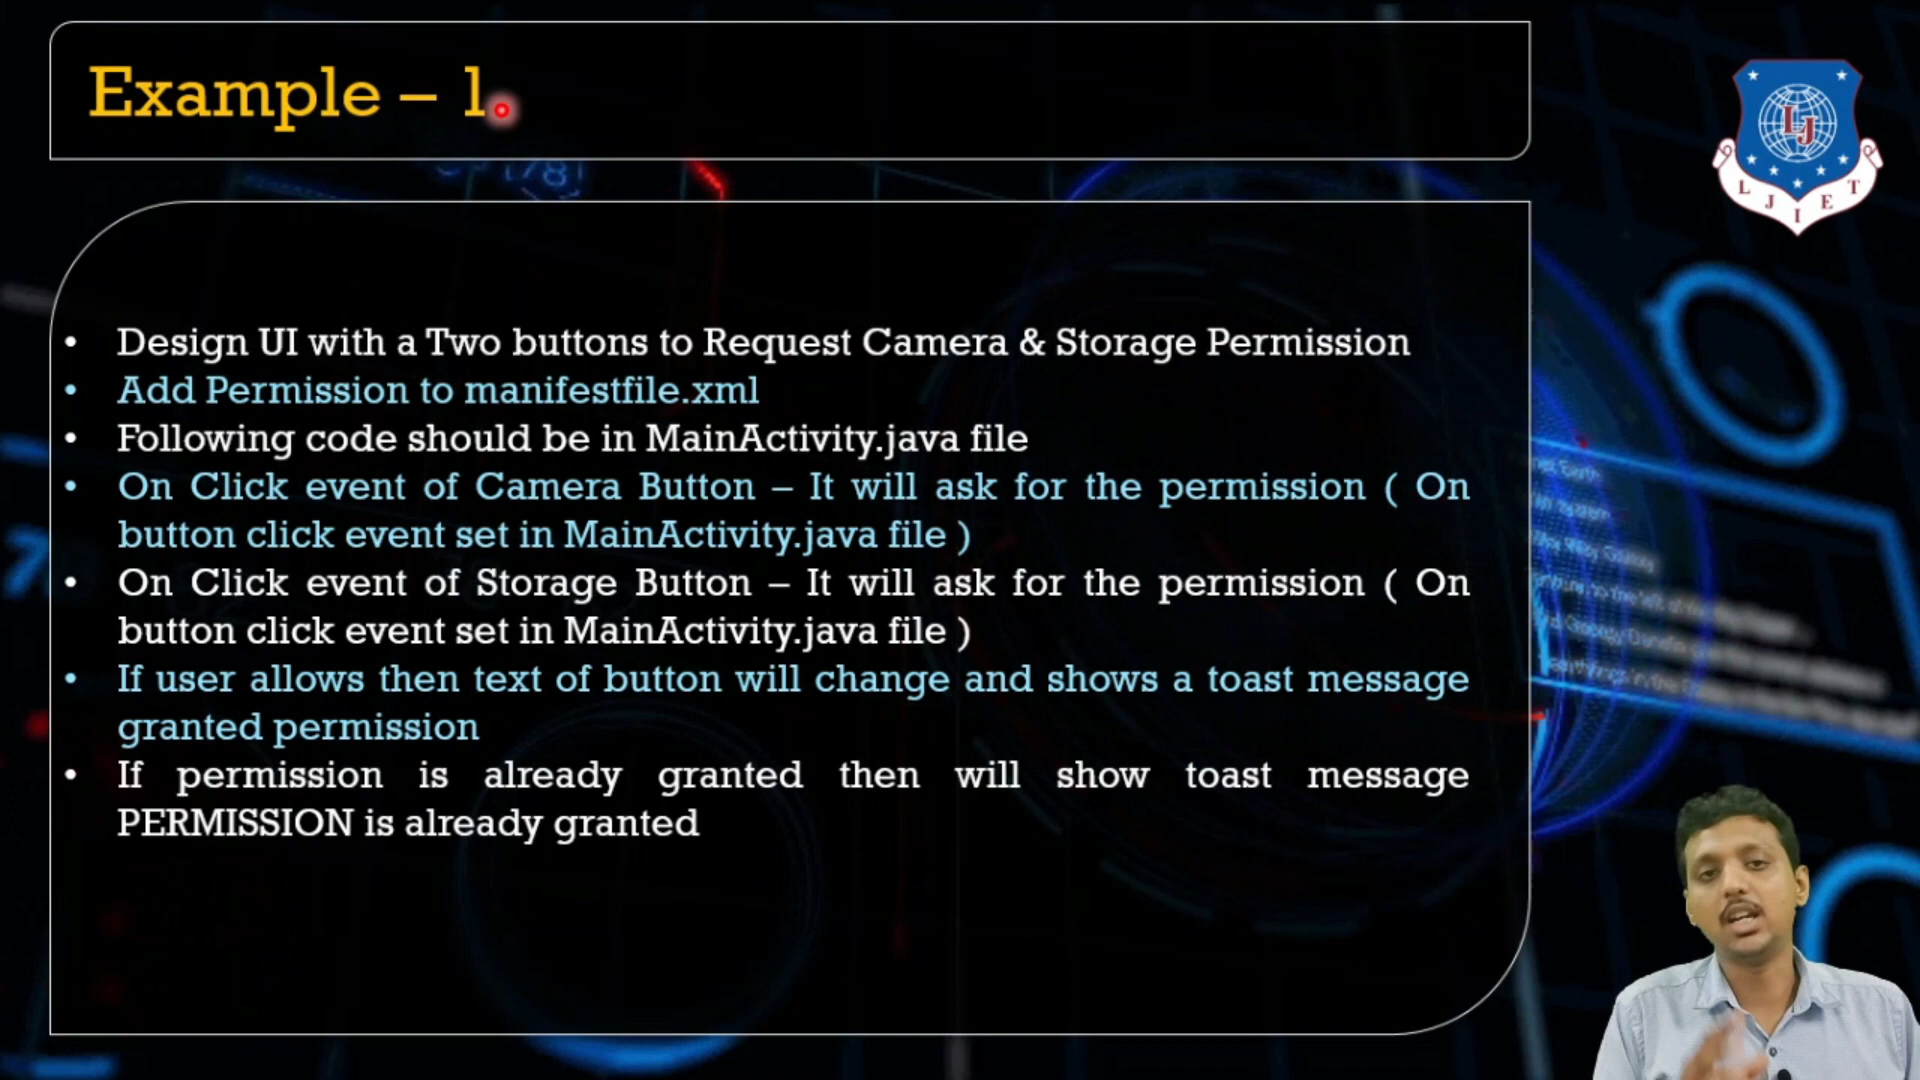 Example – 1
L J I E T
LJ
Design UI with a Two buttons to Request Camera & Storage Permission
Add Permission to manifestfile.xml
Following code should be in MainActivity.java file
On Click event of Camera Button – It will ask for the permission ( On
button click event set in MainActivity.java file )
On Click event of Storage Button – It will ask for the permission ( On
button click event set in MainActivity.java file )
If user allows then text of button will change and shows a toast message
granted permission
If permission is already granted then will show toast message
PERMISSION is already granted